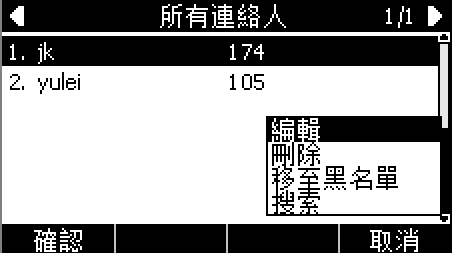 所有連絡人 1/1
1. jk 174
2. yulei 105
編輯
刪除
移至黑名單
搜索
確認 取消